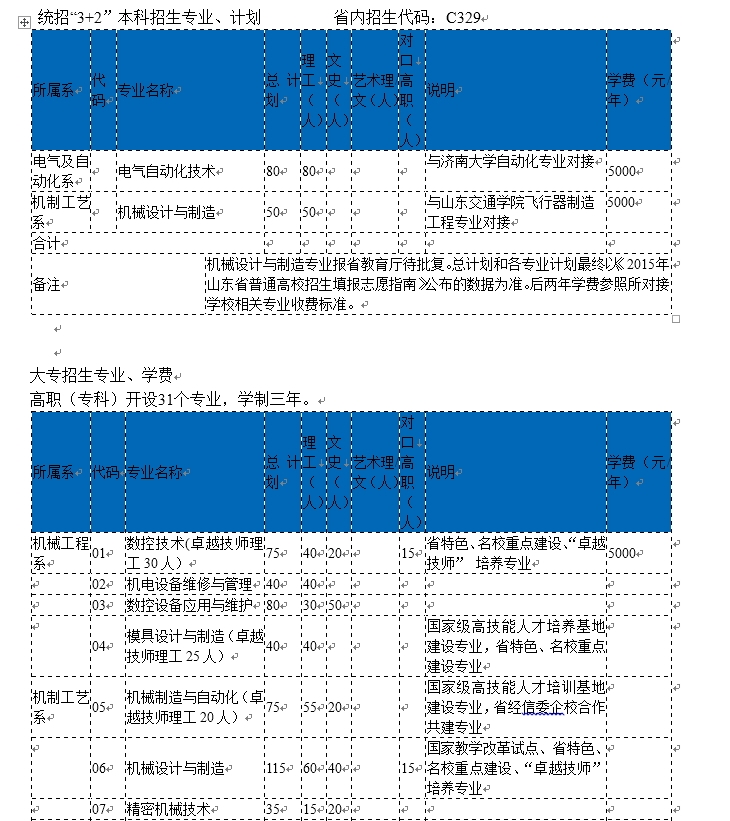 统招“3+2”本科招生专业、计划 省内招生代码：C329
所属系 代码 专业名称 总计划 理工（人） 文史（人） 艺术理文（人） 对口高职（人） 说明 学费（元年）
电气及自动化系 电气自动化技术 80 80 与济南大学自动化专业对接 5000
机制工艺系 机械设计与制造 50 50 与山东交通学院飞行器制造工程专业对接 5000
合计
备注 机械设计与制造专业报省教育厅待批复。总计划和各专业计划最终以《2015年
山东省普通高校招生填报志愿指南》公布的数据为准。后两年学费参照所对接
学校相关专业收费标准。
大专招生专业、学费
高职（专科）开设31个专业，学制三年。
所属系 代码 专业名称 总计划 理工（人） 文史（人） 艺术理文（人） 对口高职（人） 说明 学费（元年）
机械工程系 01 数控技术(卓越技师理工30人） 75 40 20 15 省特色、名校重点建设、“卓越技师” 培养专业 5000
02 机电设备维修与管理 40 40
03 数控设备应用与维护 80 30 50
04 模具设计与制造（卓越技师理工25人） 40 40 国家级高技能人才培养基地建设专业，省特色、名校重点建设专业
机制工艺系 05 机械制造与自动化（卓越技师理工20人） 75 55 20 国家级高技能人才培训基地建设专业，省经信委企校合作共建专业
06 机械设计与制造 115 60 40 15 国家教学改革试点、省特色、名校重点建设、“卓越技师”培养专业
07 精密机械技术 35 15 20